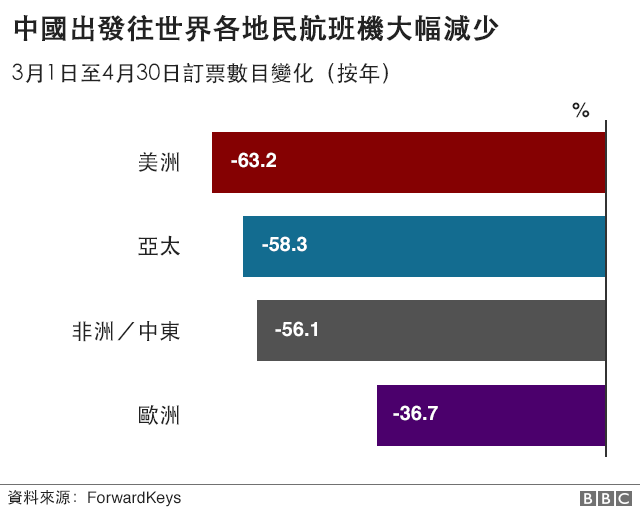 中國出發往世界各地民航班機大幅減少
3月1日至4月30日訂票數目變化（按年）
%
美洲 -63.2
亞太 -58.3
非洲／中東 -56.1
歐洲 -36.7
資料來源：ForwardKeys BBC